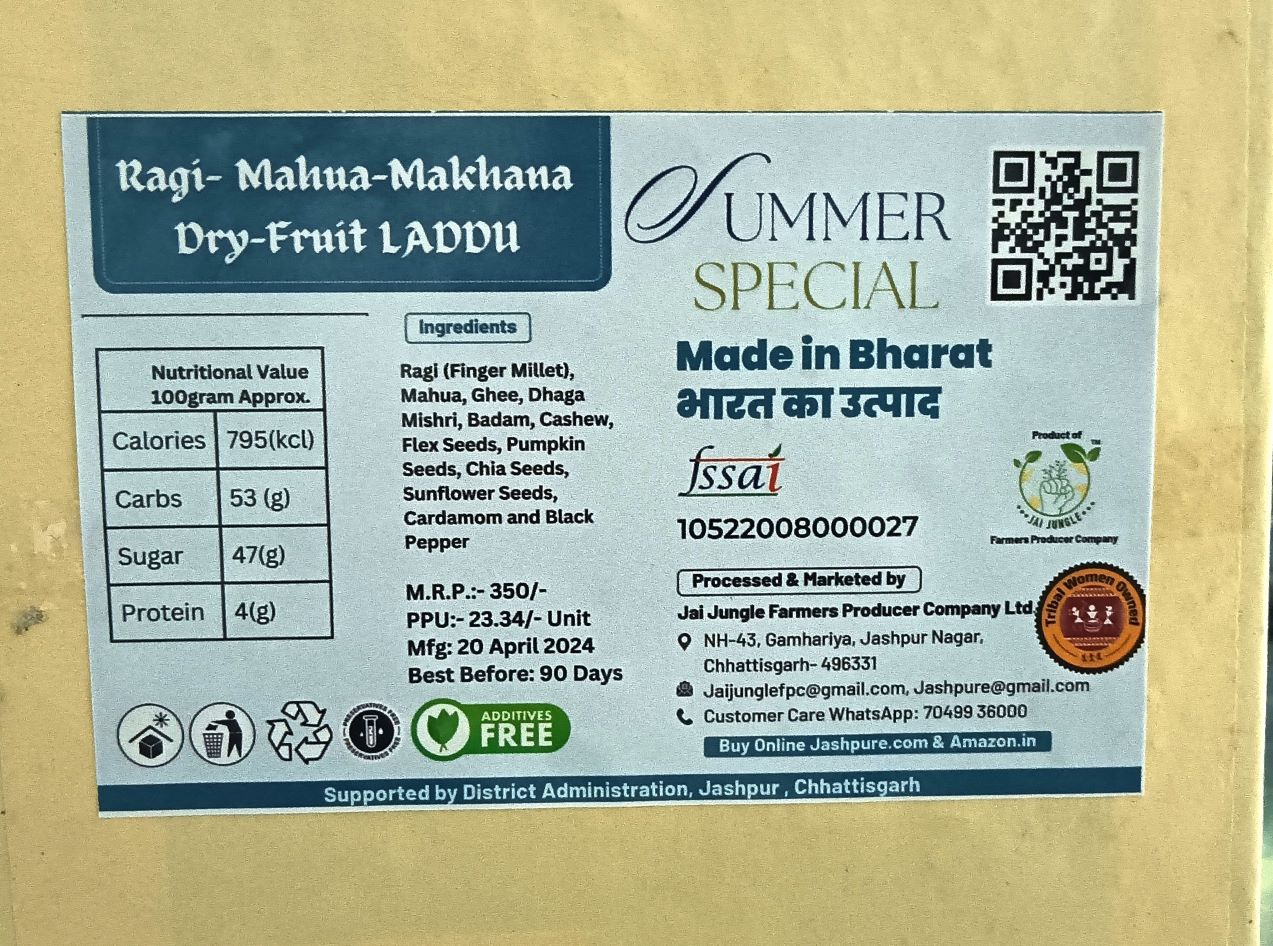 Ragi- Mahua-Makhana
Dry-Fruit LADDU
SUMMER
SPECIAL
Nutritional Value
100gram Approx.
Calories 795(kcl)
Carbs 53 (g)
Sugar 47(g)
Protein 4(g)
Ingredients
Ragi (Finger Millet),
Mahua, Ghee, Dhaga
Mishri, Badam, Cashew,
Flex Seeds, Pumpkin
Seeds, Chia Seeds,
Sunflower Seeds,
Cardamom and Black
Pepper
M.R.P.:- 350/-
PPU:- 23.34/- Unit
Mfg: 20 April 2024
Best Before: 90 Days
PRESERVATIVES FREE
PRESERVATIVES FREE
ADDITIVES
FREE
Made in Bharat
भारत का उत्पाद
fssai
10522008000027
Product of
TM
JAI JUNGLE
Farmers Producer Company
Processed & Marketed by
Jai Jungle Farmers Producer Company Ltd
Tribal Women Owned
NH-43, Gamhariya, Jashpur Nagar,
Chhattisgarh- 496331
Jaijunglefpc@gmail.com, Jashpure@gmail.com
Customer Care WhatsApp: 70499 36000
Buy Online Jashpure.com & Amazon.in
Supported by District Administration, Jashpur , Chhattisgarh